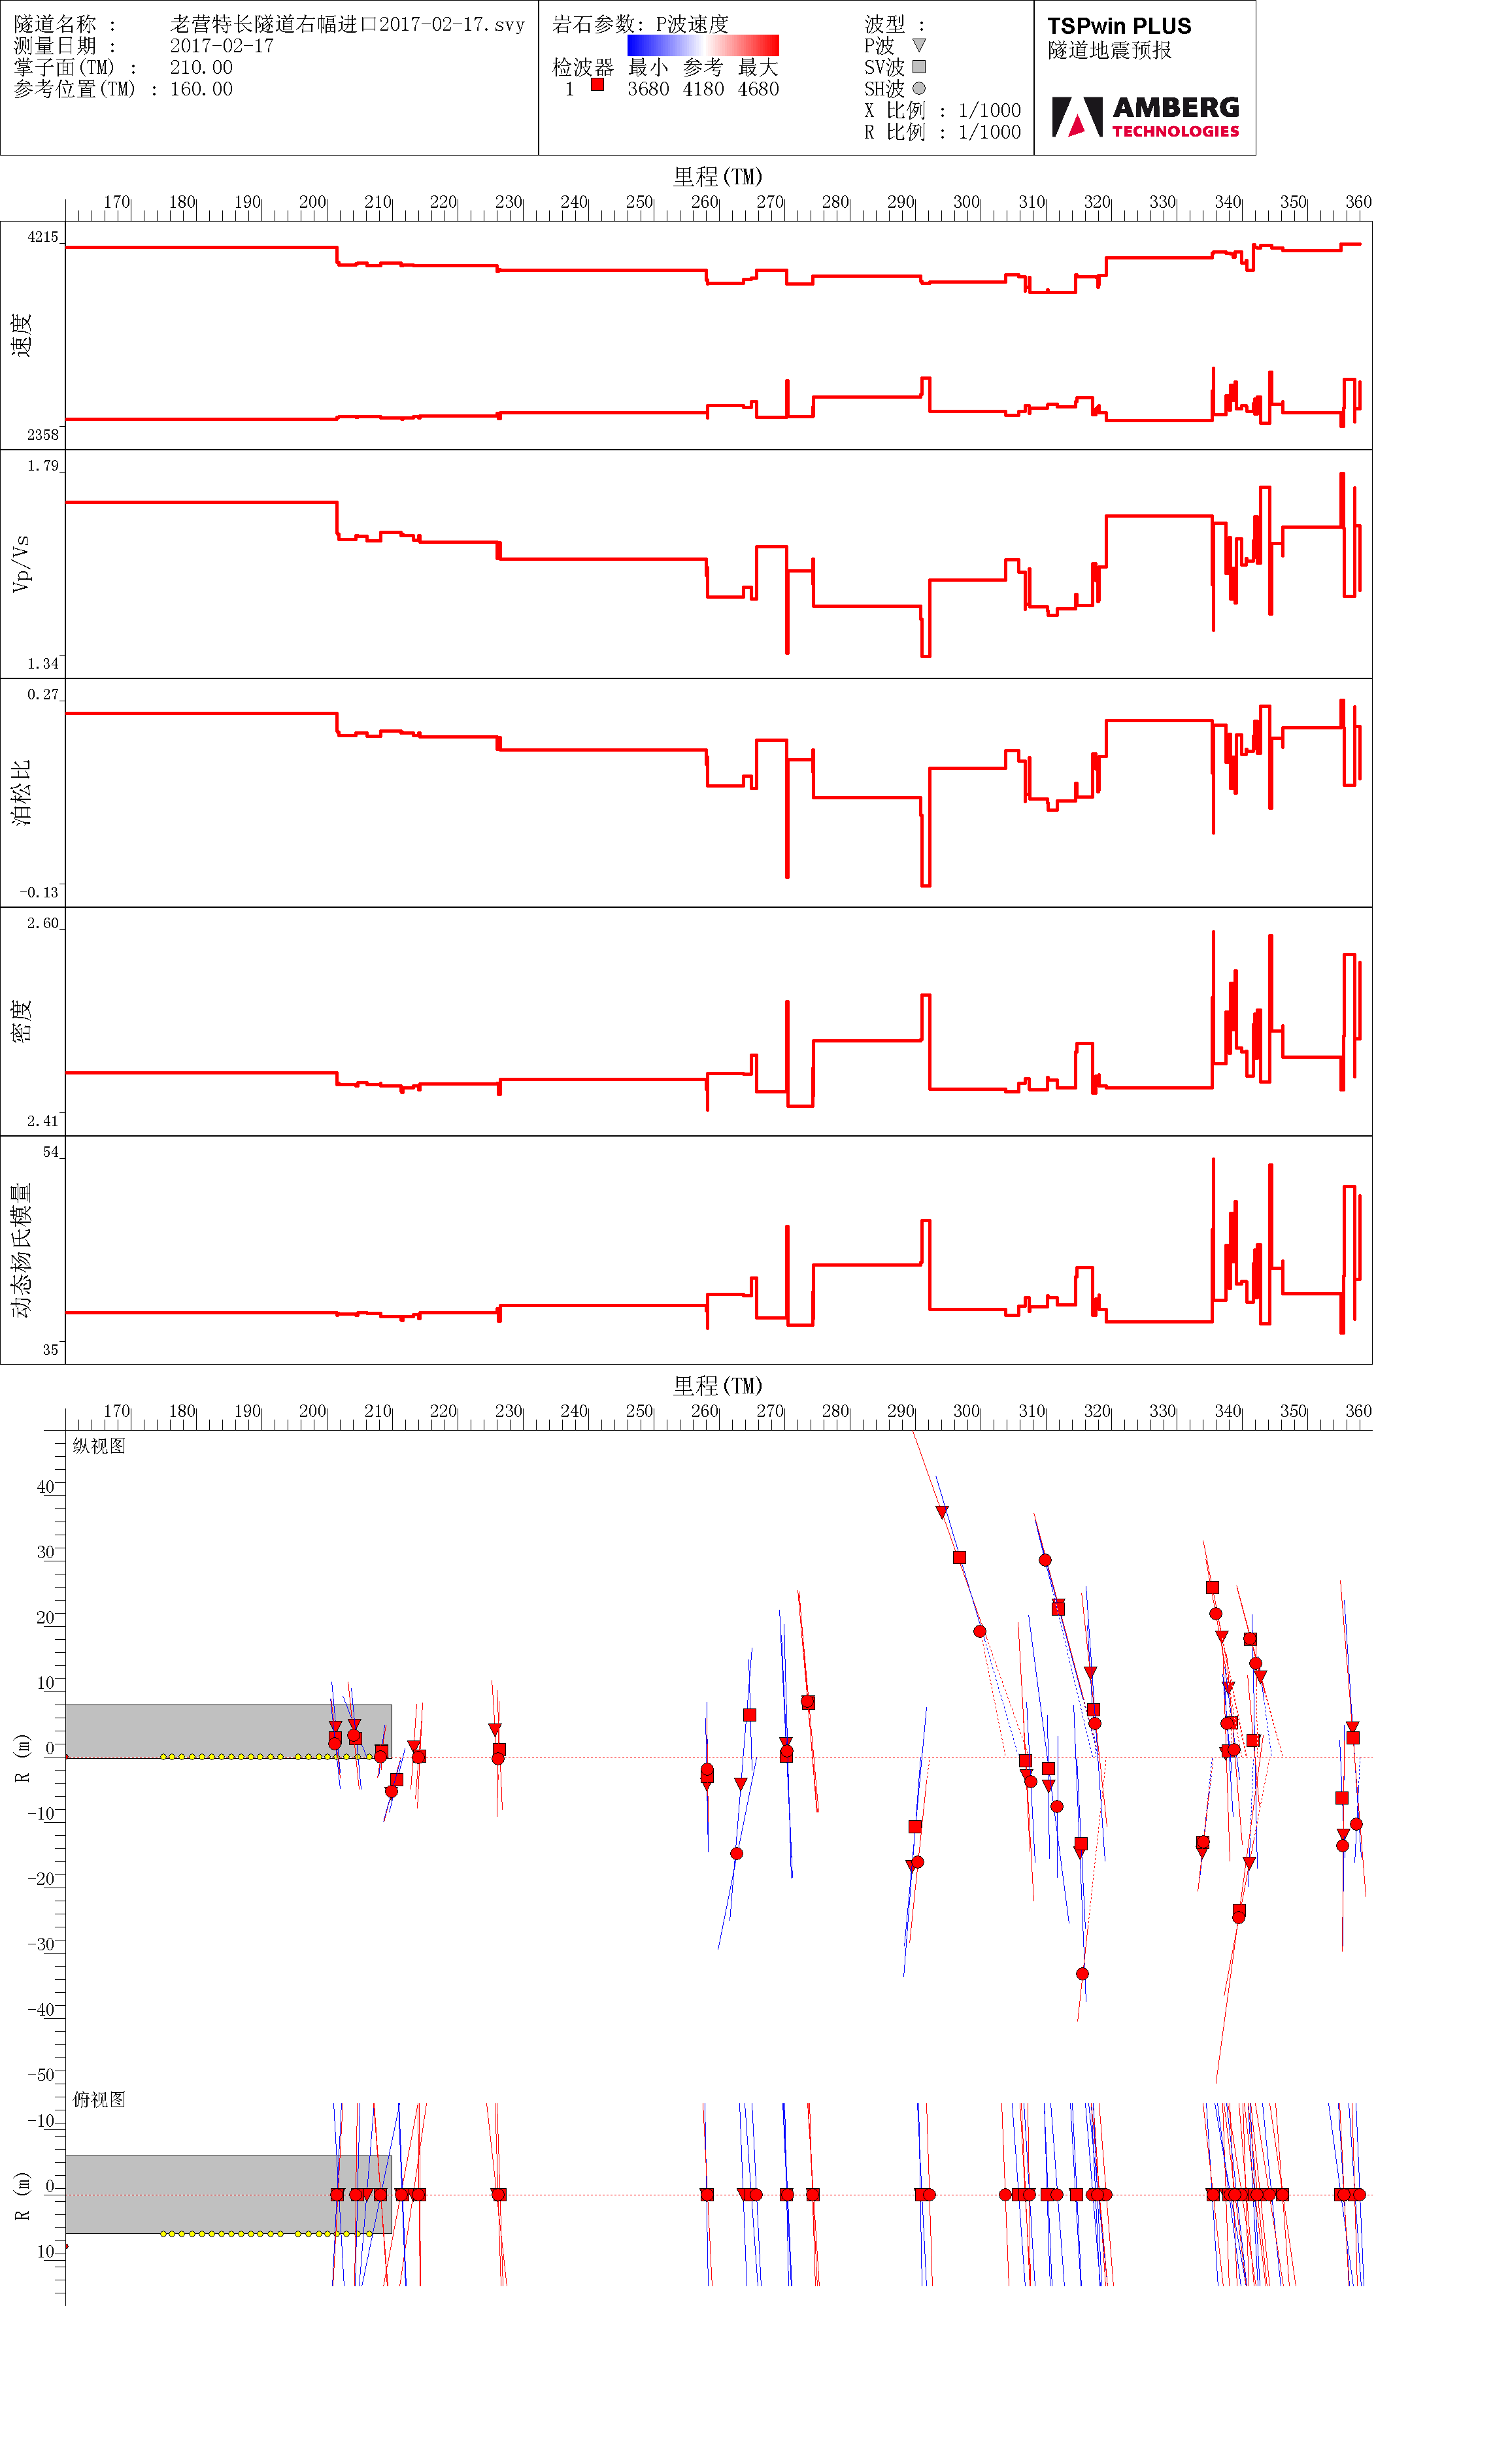 隧道名称 : 老营特长隧道右幅进口2017-02-17.svy
测量日期 : 2017-02-17
掌子面(TM) : 210.00
参考位置(TM) : 160.00
岩石参数: P波速度
检波器 最小 参考 最大
1 3680 4180 4680
波型 :
P波
SV波
SH波
X 比例 : 1/1000
R 比例 : 1/1000
TSPwin PLUS
隧道地震预报
AMBERG
TECHNOLOGIES
里程(TM)
170 180 190 200 210 220 230 240 250 260 270 280 290 300 310 320 330 340 350 360
4215
速度
2358
1.79
Vp/Vs
1.34
0.27
泊松比
-0.13
2.60
密度
2.41
54
动态杨氏模量
35
里程(TM)
170 180 190 200 210 220 230 240 250 260 270 280 290 300 310 320 330 340 350 360
纵视图
40
30
20
10
0
R (m)
-10
-20
-30
-40
-50
俯视图
-10
0
R (m)
10